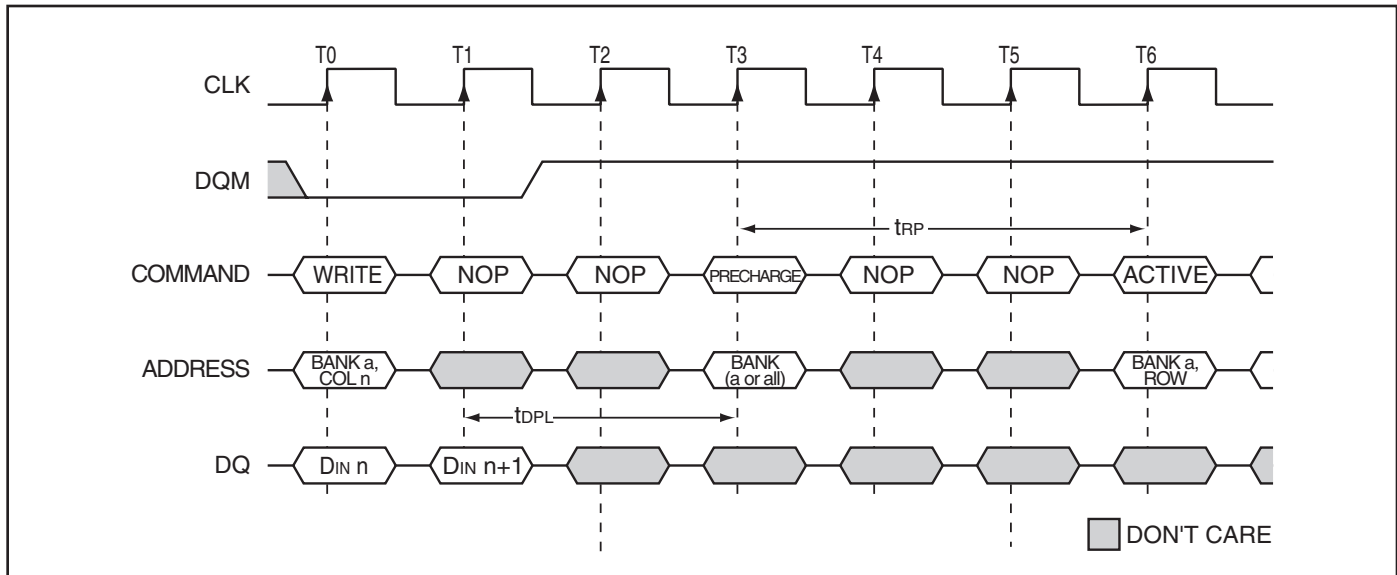 T0 T1 T2 T3 T4 T5 T6
CLK
DQM
tRP
COMMAND WRITE NOP NOP PRECHARGE NOP NOP ACTIVE
ADDRESS BANK a, COL n BANK (a or all) BANK a, ROW
tDPL
DQ DIN n DIN n+1
DON'T CARE